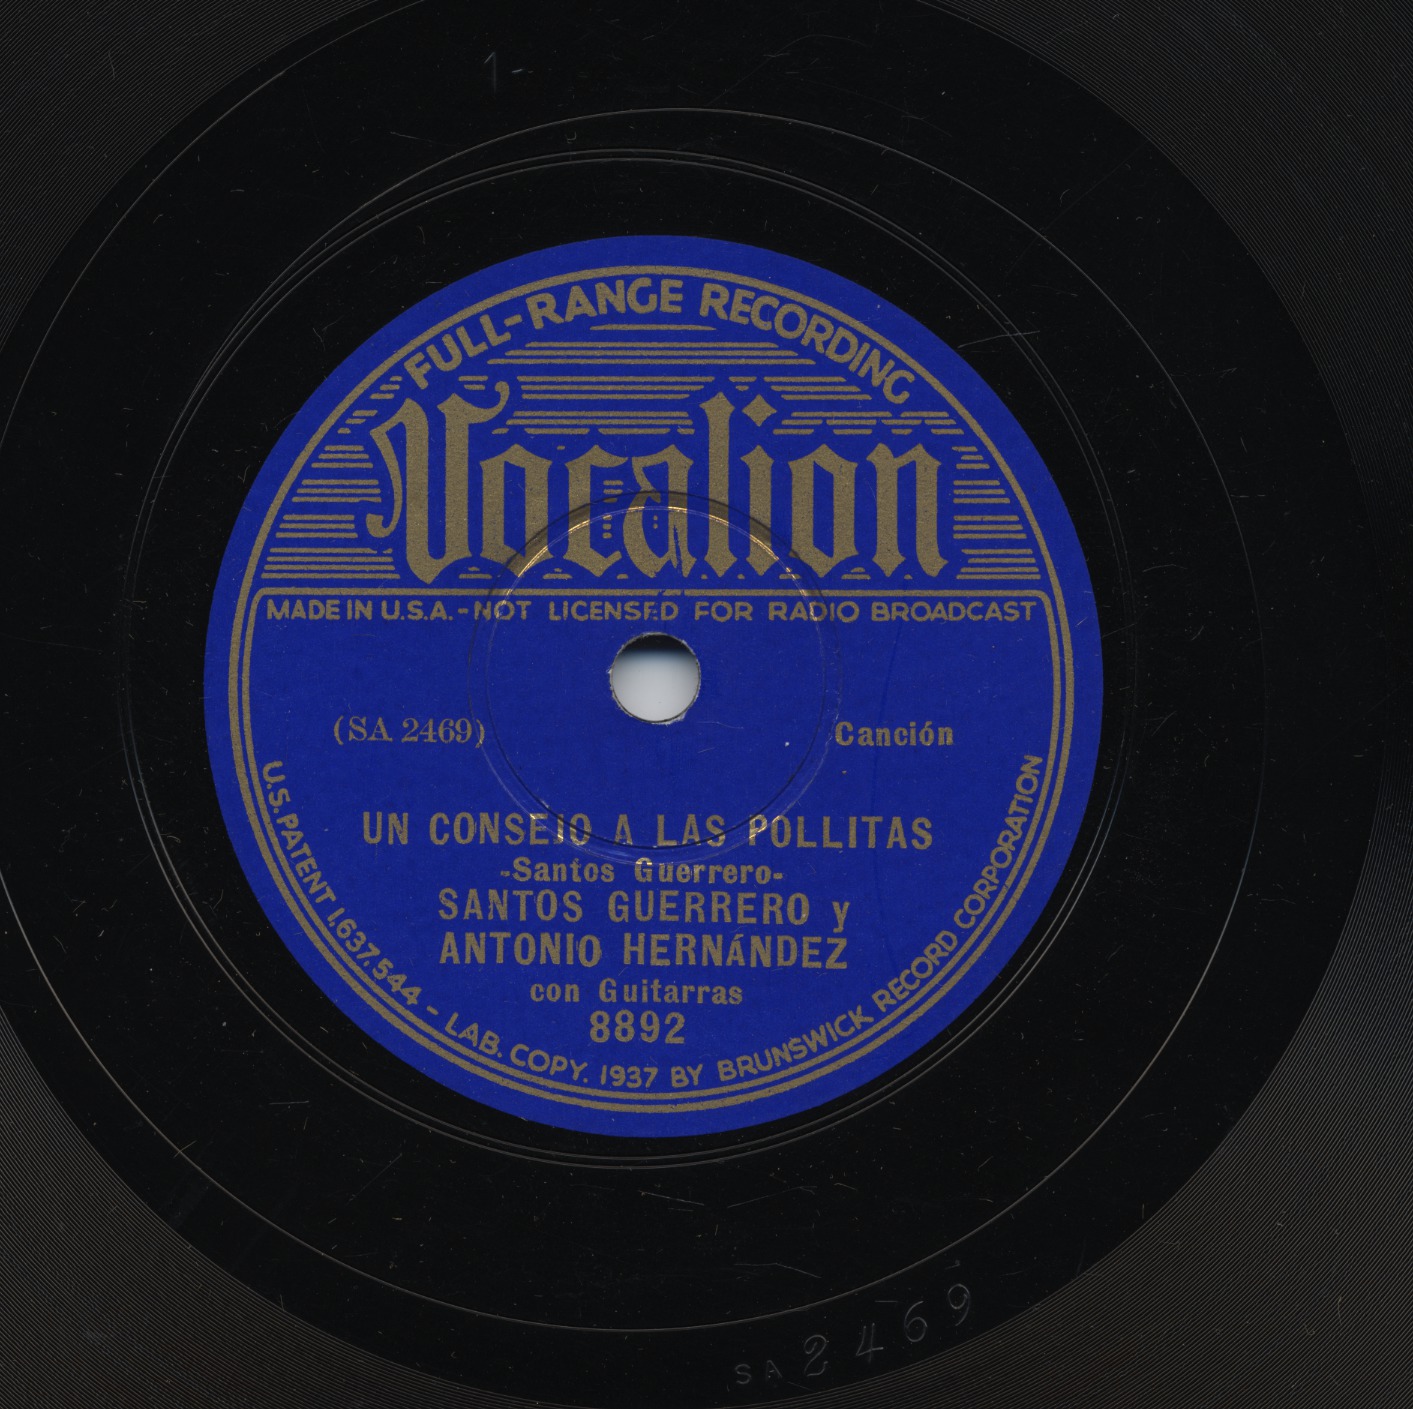 1-
FULL-RANGE RECORDING
Vocalion
MADE IN U.S.A. - NOT LICENSED FOR RADIO BROADCAST
(SA 2469)
Canción
UN CONSEJO A LAS POLLITAS
-Santos Guerrero-
SANTOS GUERRERO y
ANTONIO HERNÁNDEZ
con Guitarras
8892
U.S. PATENT 1.637.544 - LAB. COPY. 1937 BY BRUNSWICK RECORD CORPORATION
SA 2469